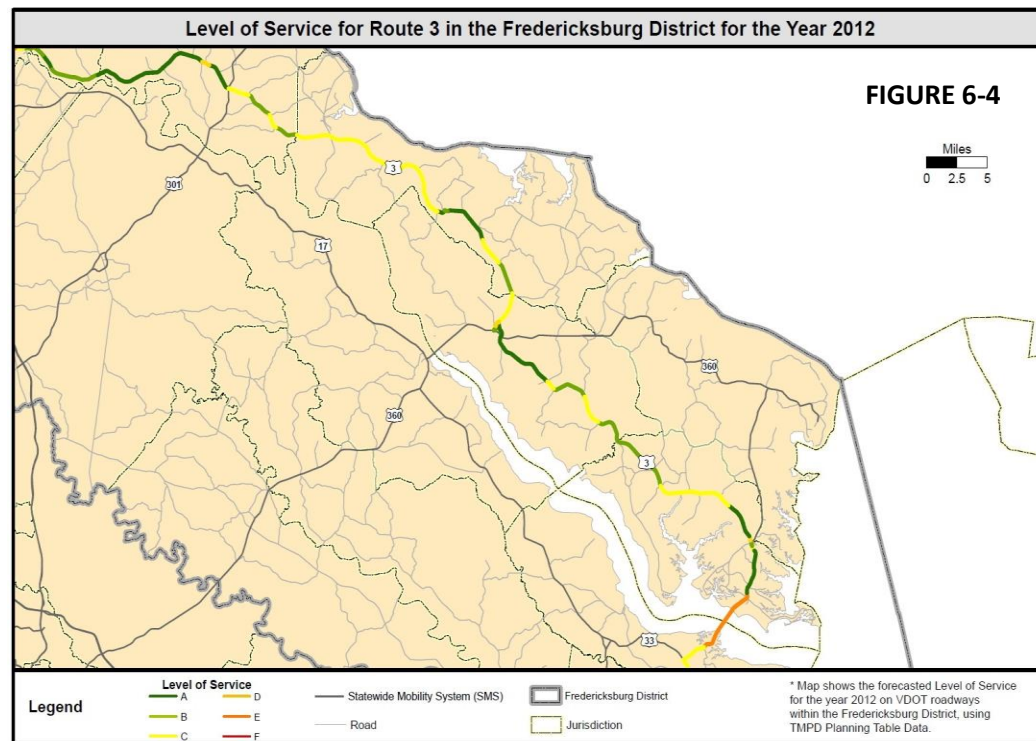 Level of Service for Route 3 in the Fredericksburg District for the Year 2012
FIGURE 6-4
Miles
0 2.5 5
3
301
17
360
360
3
33
Legend
Level of Service
A
B
C
D
E
F
Statewide Mobility System (SMS)
Road
Fredericksburg District
Jurisdiction
* Map shows the forecasted Level of Service
for the year 2012 on VDOT roadways
within the Fredericksburg District, using
TMPD Planning Table Data.